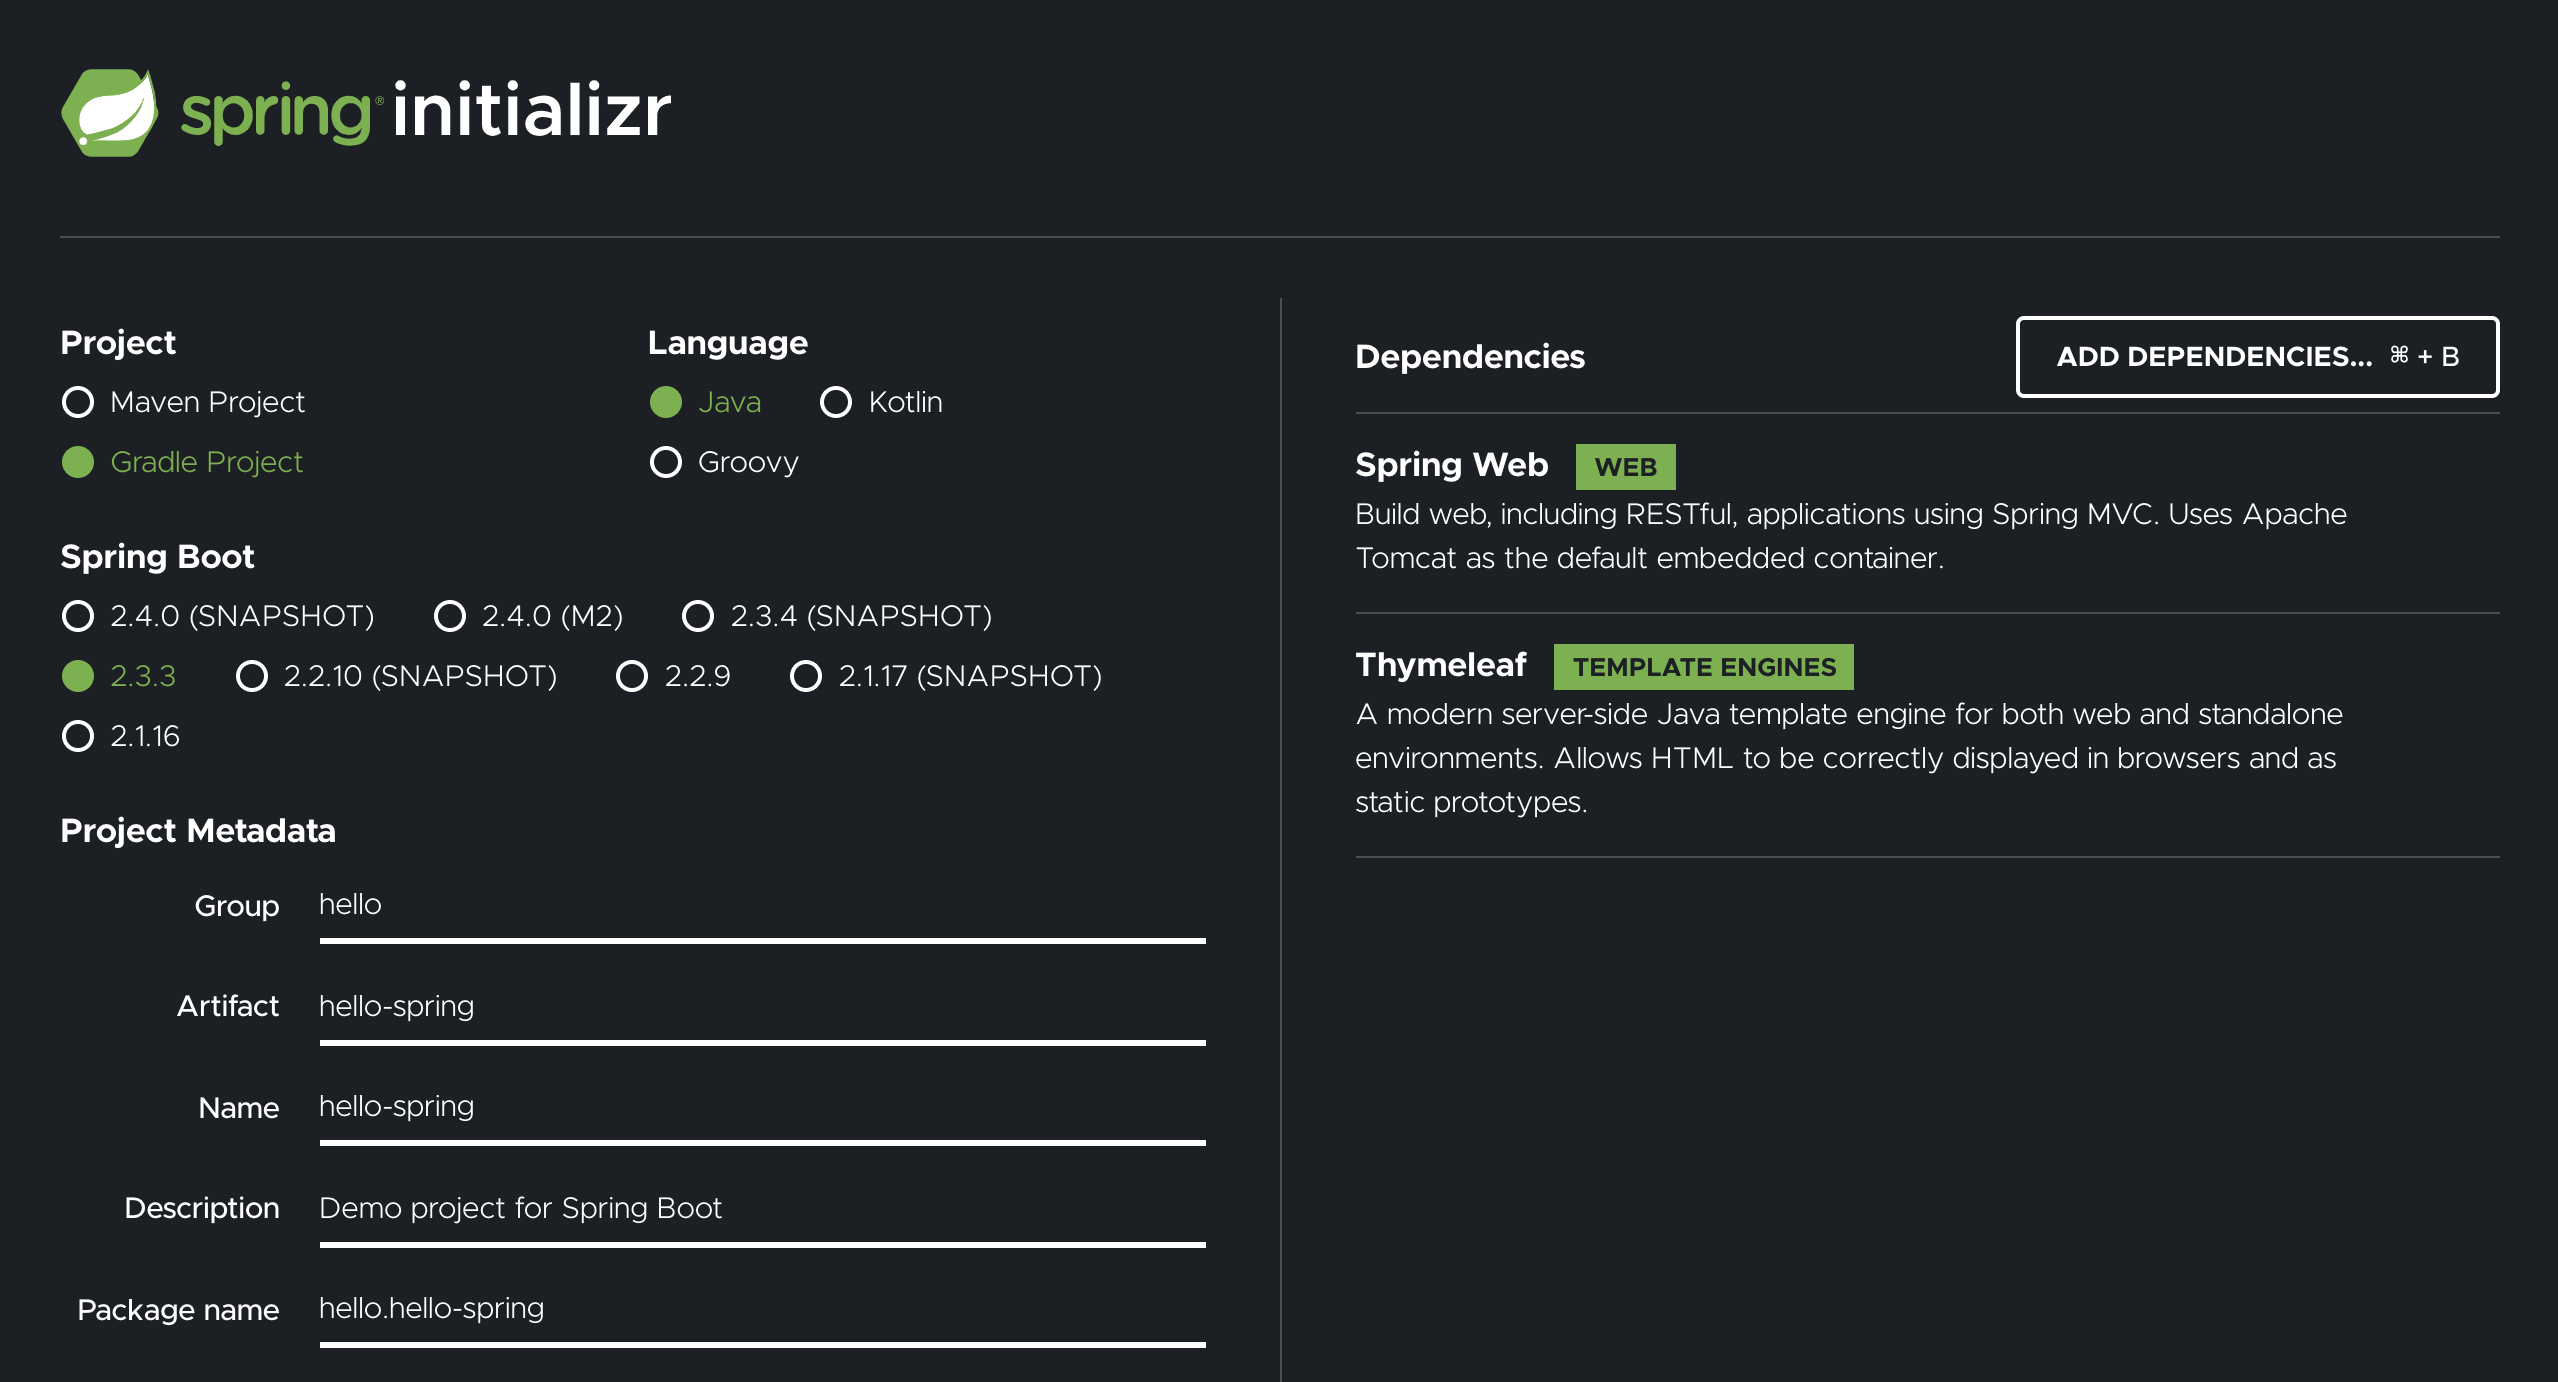 spring® initializr
Project
Maven Project
Gradle Project
Language
Java Kotlin
Groovy
Spring Boot
2.4.0 (SNAPSHOT) 2.4.0 (M2) 2.3.4 (SNAPSHOT)
2.3.3 2.2.10 (SNAPSHOT) 2.2.9 2.1.17 (SNAPSHOT)
2.1.16
Project Metadata
Group hello
Artifact hello-spring
Name hello-spring
Description Demo project for Spring Boot
Package name hello.hello-spring
Dependencies ADD DEPENDENCIES... ⌘ + B
Spring Web WEB
Build web, including RESTful, applications using Spring MVC. Uses Apache
Tomcat as the default embedded container.
Thymeleaf TEMPLATE ENGINES
A modern server-side Java template engine for both web and standalone
environments. Allows HTML to be correctly displayed in browsers and as
static prototypes.